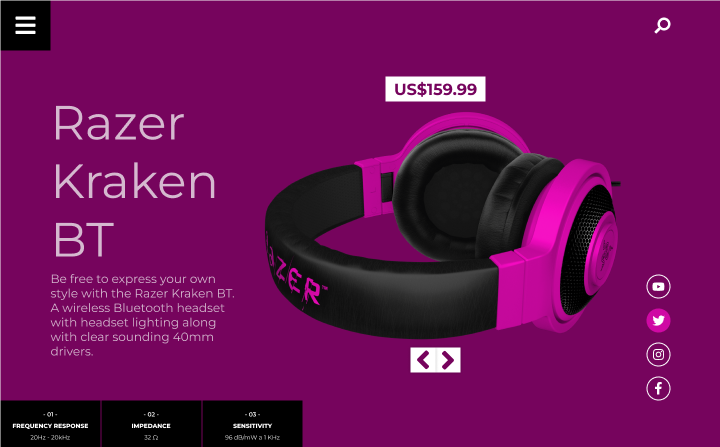 US$159.99
Razer
Kraken
BT
Be free to express your own
style with the Razer Kraken BT.
A wireless Bluetooth headset
with headset lighting along
with clear sounding 40mm
drivers.
RAZER™
- 01 -
FREQUENCY RESPONSE
20Hz - 20kHz
- 02 -
IMPEDANCE
32 Ω
- 03 -
SENSITIVITY
96 dB/mW a 1 KHz